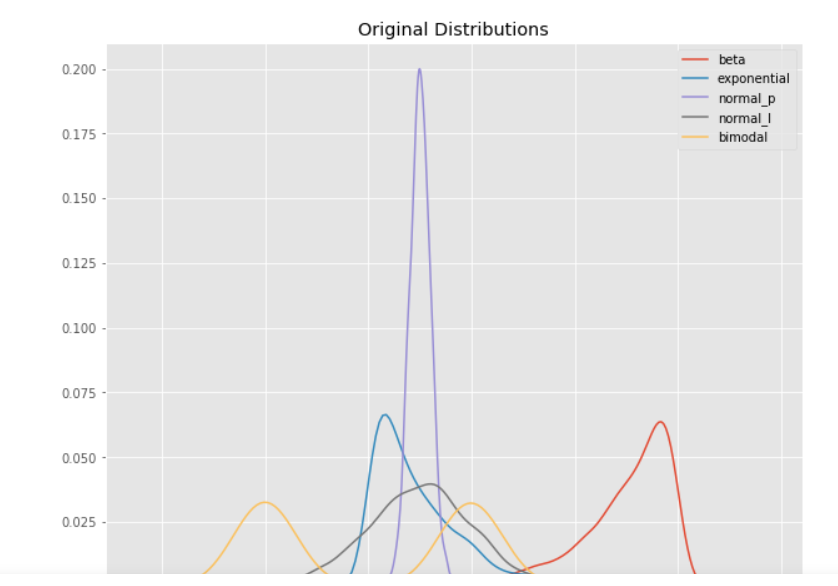 Original Distributions
0.200
0.175
0.150
0.125
0.100
0.075
0.050
0.025
beta
exponential
normal_p
normal_l
bimodal